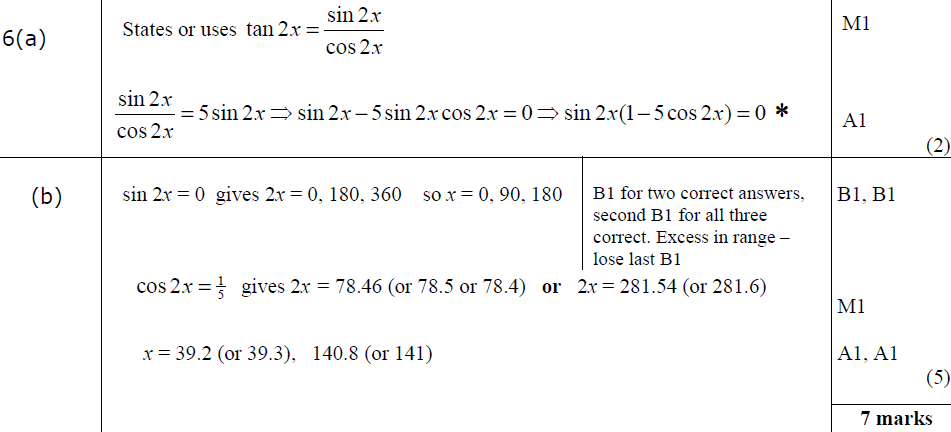 6(a) States or uses tan 2x = sin 2x / cos 2x M1
sin 2x / cos 2x = 5 sin 2x ⇒ sin 2x − 5 sin 2x cos 2x = 0 ⇒ sin 2x(1 − 5 cos 2x) = 0 * A1
(2)
(b) sin 2x = 0 gives 2x = 0, 180, 360 so x = 0, 90, 180 B1, B1
B1 for two correct answers,
second B1 for all three
correct. Excess in range –
lose last B1
cos 2x = 1/5 gives 2x = 78.46 (or 78.5 or 78.4) or 2x = 281.54 (or 281.6)
M1
x = 39.2 (or 39.3), 140.8 (or 141) A1, A1
(5)
7 marks